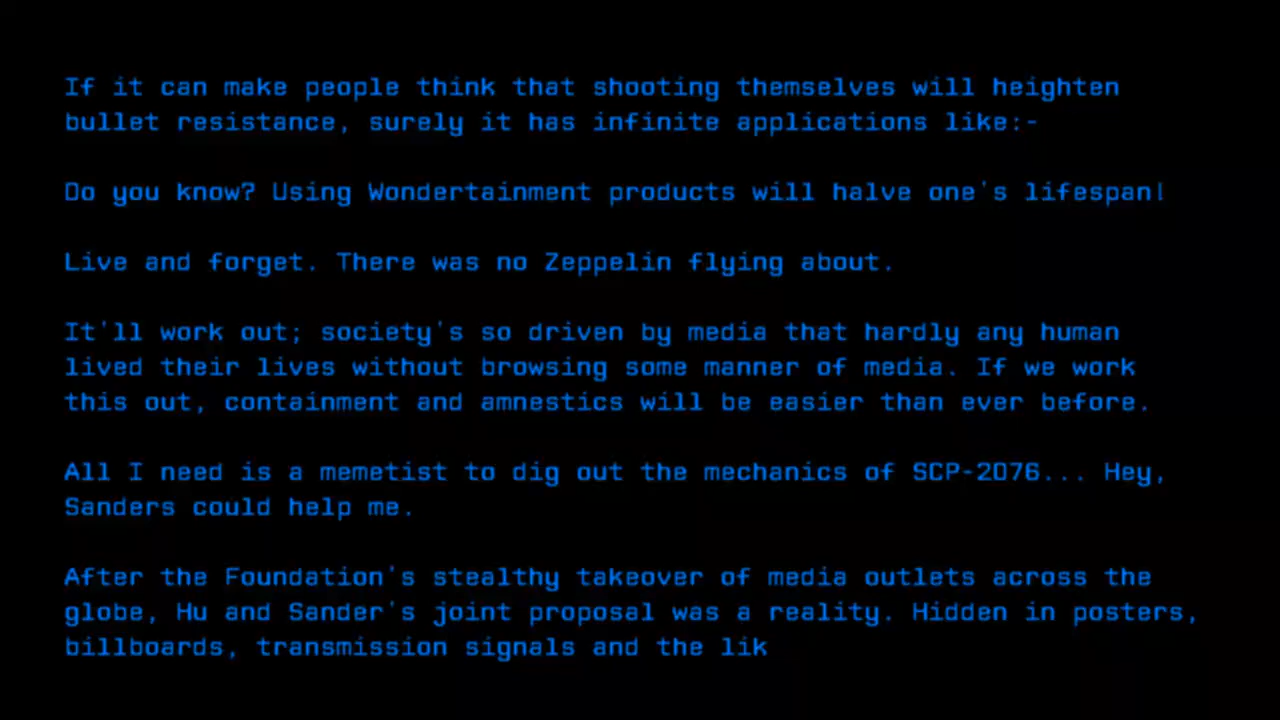 If it can make people think that shooting themselves will heighten
bullet resistance, surely it has infinite applications like:-
Do you know? Using Wondertainment products will halve one's lifespan!
Live and forget. There was no Zeppelin flying about.
It'll work out; society's so driven by media that hardly any human
lived their lives without browsing some manner of media. If we work
this out, containment and amnestics will be easier than ever before.
All I need is a memetist to dig out the mechanics of SCP-2076... Hey,
Sanders could help me.
After the Foundation's stealthy takeover of media outlets across the
globe, Hu and Sander's joint proposal was a reality. Hidden in posters,
billboards, transmission signals and the lik